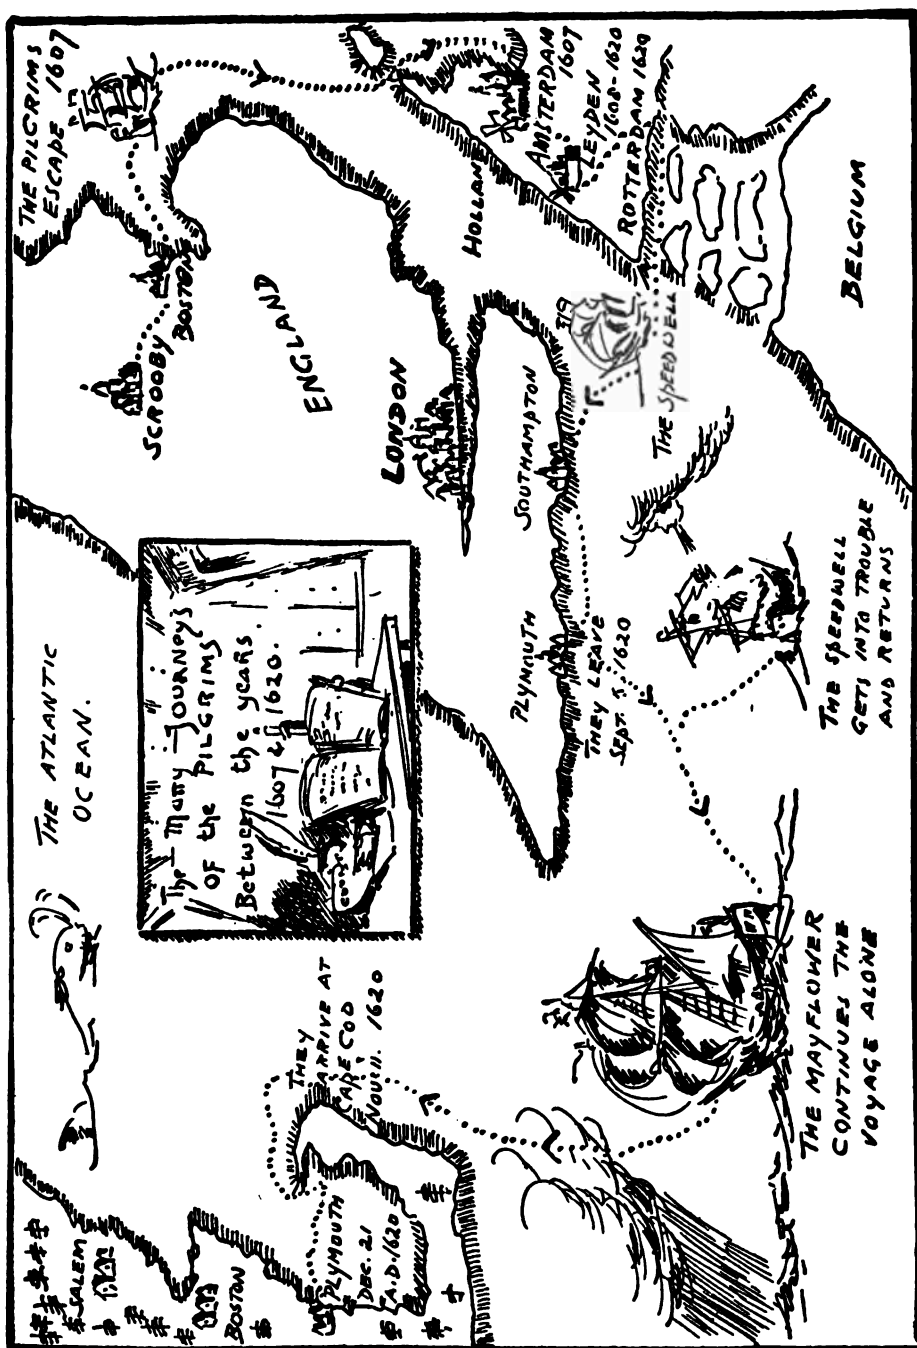 THE ATLANTIC
OCEAN.
The Many Journeys
of the PILGRIMS
Between the years
1607 & 1620.
THE PILGRIMS
ESCAPE 1607
SCROOBY
BOSTON
ENGLAND
LONDON
HOLLAND
AMSTERDAM
1607
LEYDEN
1608-1620
ROTTERDAM 1620
BELGIUM
SOUTHAMPTON
319
THE SPEEDWELL
PLYMOUTH
THEY LEAVE
SEPT. 5. 1620
THE SPEEDWELL
GETS INTO TROUBLE
AND RETURNS
THE MAYFLOWER
CONTINUES THE
VOYAGE ALONE
THEY
ARRIVE AT
CAPE COD
NOV 11. 1620
SALEM
BOSTON
PLYMOUTH
DEC. 21
A.D. 1620